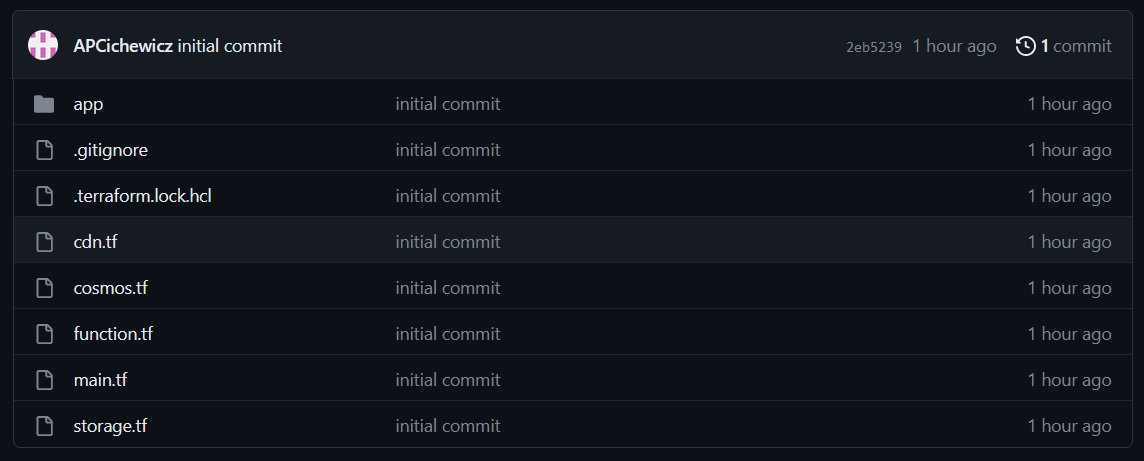 APCichewicz initial commit 2eb5239 1 hour ago 1 commit
app initial commit 1 hour ago
.gitignore initial commit 1 hour ago
.terraform.lock.hcl initial commit 1 hour ago
cdn.tf initial commit 1 hour ago
cosmos.tf initial commit 1 hour ago
function.tf initial commit 1 hour ago
main.tf initial commit 1 hour ago
storage.tf initial commit 1 hour ago